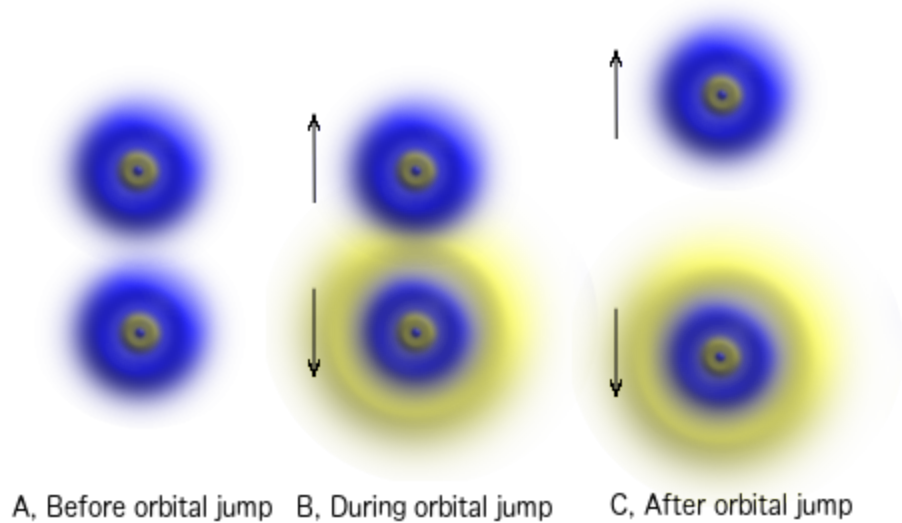 A, Before orbital jump
B, During orbital jump
C, After orbital jump